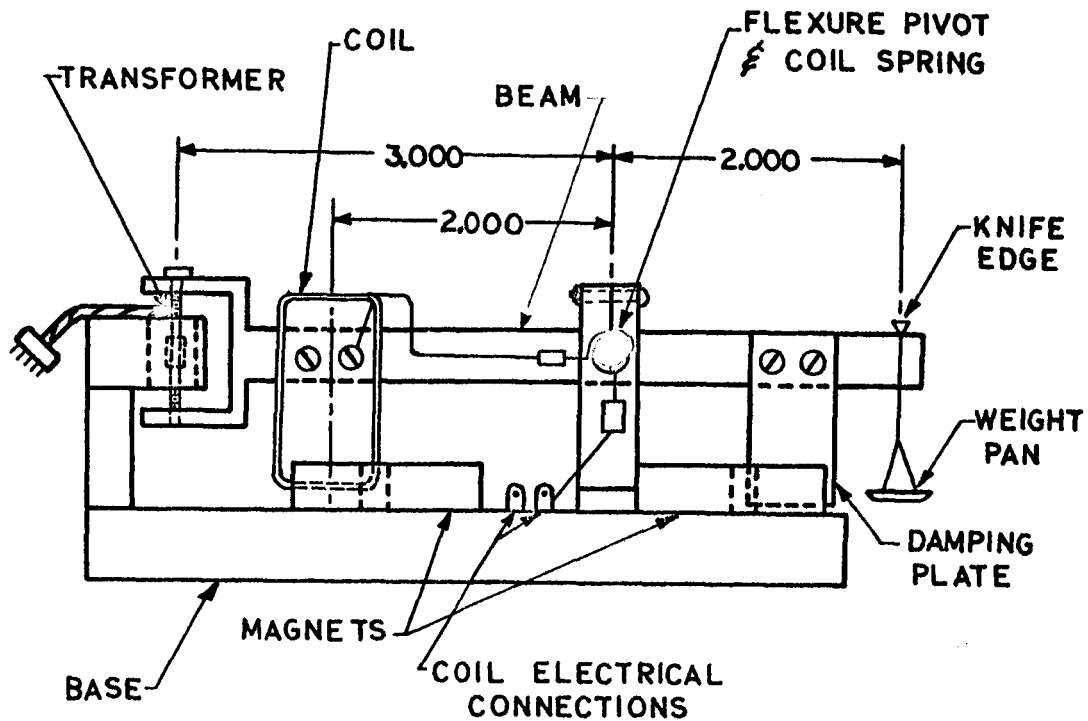 COIL
FLEXURE PIVOT
& COIL SPRING
TRANSFORMER
BEAM
3.000
2.000
2.000
KNIFE
EDGE
WEIGHT
PAN
DAMPING
PLATE
MAGNETS
COIL ELECTRICAL
CONNECTIONS
BASE